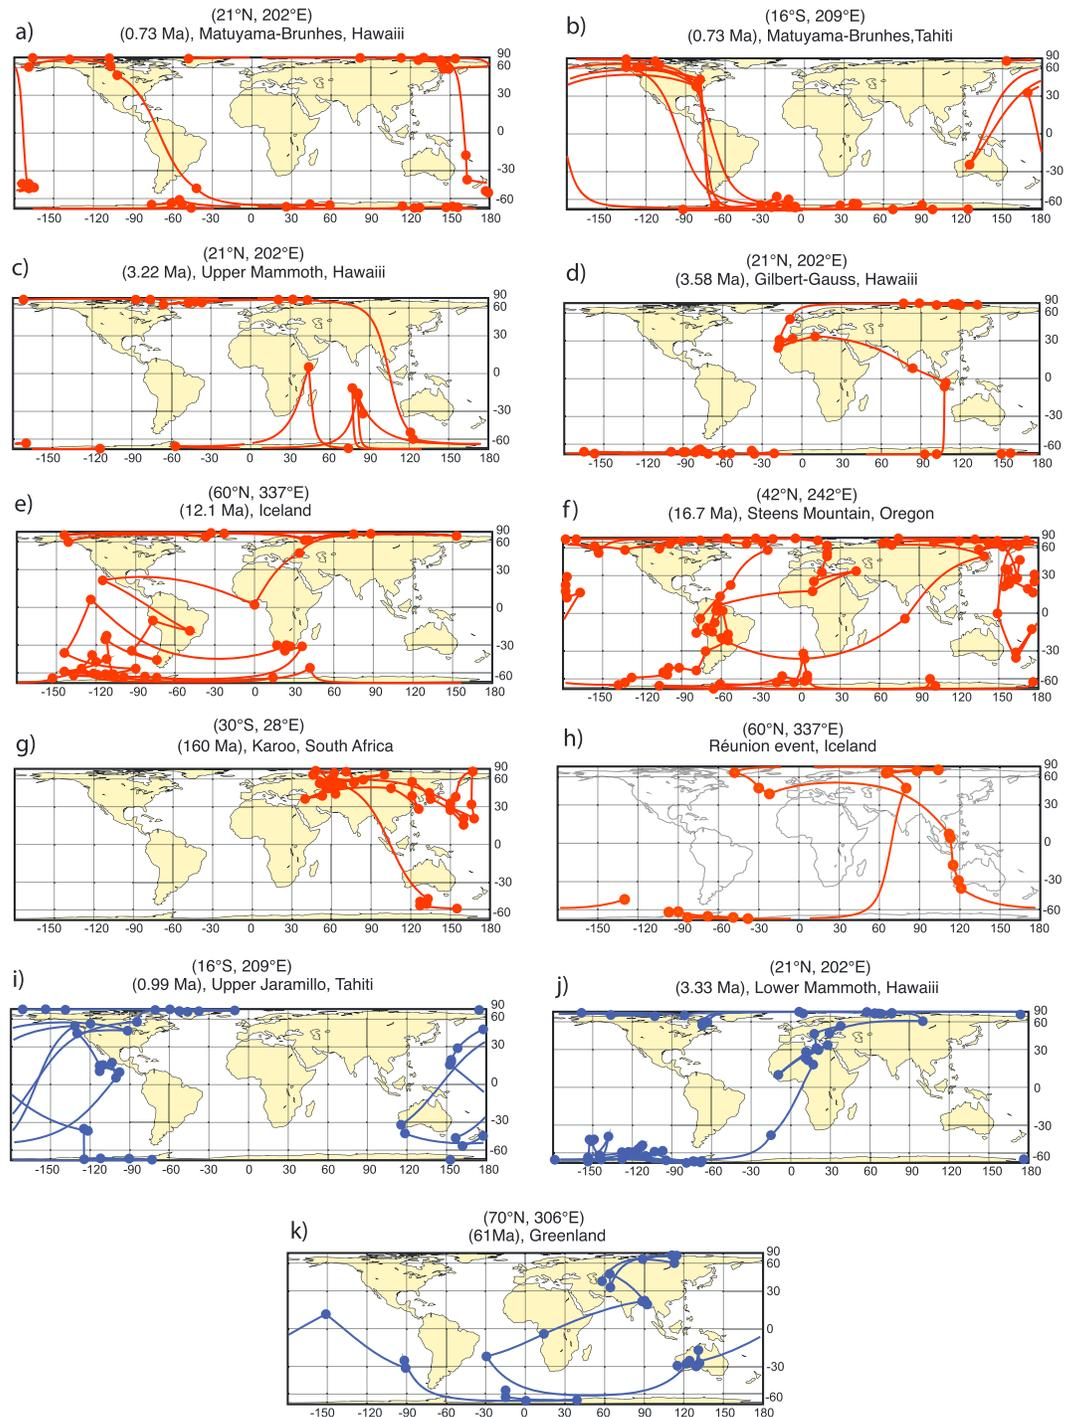 a)
(21°N, 202°E)
(0.73 Ma), Matuyama-Brunhes, Hawaiii
90
60
30
0
-30
-60
-150 -120 -90 -60 -30 0 30 60 90 120 150 180
b)
(16°S, 209°E)
(0.73 Ma), Matuyama-Brunhes,Tahiti
90
60
30
0
-30
-60
-150 -120 -90 -60 -30 0 30 60 90 120 150 180
c)
(21°N, 202°E)
(3.22 Ma), Upper Mammoth, Hawaiii
90
60
30
0
-30
-60
-150 -120 -90 -60 -30 0 30 60 90 120 150 180
d)
(21°N, 202°E)
(3.58 Ma), Gilbert-Gauss, Hawaiii
90
60
30
0
-30
-60
-150 -120 -90 -60 -30 0 30 60 90 120 150 180
e)
(60°N, 337°E)
(12.1 Ma), Iceland
90
60
30
0
-30
-60
-150 -120 -90 -60 -30 0 30 60 90 120 150 180
f)
(42°N, 242°E)
(16.7 Ma), Steens Mountain, Oregon
90
60
30
0
-30
-60
-150 -120 -90 -60 -30 0 30 60 90 120 150 180
g)
(30°S, 28°E)
(160 Ma), Karoo, South Africa
90
60
30
0
-30
-60
-150 -120 -90 -60 -30 0 30 60 90 120 150 180
h)
(60°N, 337°E)
Réunion event, Iceland
90
60
30
0
-30
-60
-150 -120 -90 -60 -30 0 30 60 90 120 150 180
i)
(16°S, 209°E)
(0.99 Ma), Upper Jaramillo, Tahiti
90
60
30
0
-30
-60
-150 -120 -90 -60 -30 0 30 60 90 120 150 180
j)
(21°N, 202°E)
(3.33 Ma), Lower Mammoth, Hawaiii
90
60
30
0
-30
-60
-150 -120 -90 -60 -30 0 30 60 90 120 150 180
k)
(70°N, 306°E)
(61Ma), Greenland
90
60
30
0
-30
-60
-150 -120 -90 -60 -30 0 30 60 90 120 150 180